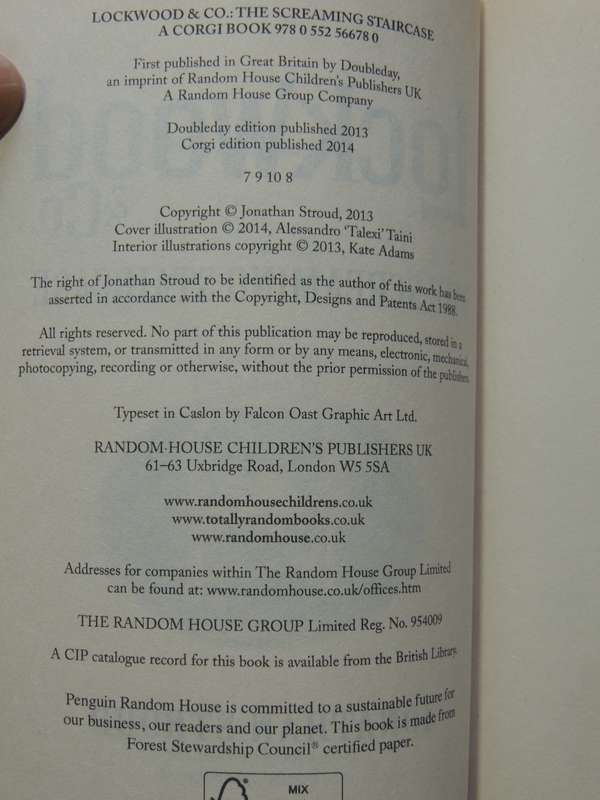 LOCKWOOD & CO.: THE SCREAMING STAIRCASE
A CORGI BOOK 978 0 552 56678 0
First published in Great Britain by Doubleday,
an imprint of Random House Children's Publishers UK
A Random House Group Company
Doubleday edition published 2013
Corgi edition published 2014
7 9 10 8
Copyright © Jonathan Stroud, 2013
Cover illustration © 2014, Alessandro 'Talexi' Taini
Interior illustrations copyright © 2013, Kate Adams
The right of Jonathan Stroud to be identified as the author of this work has been
asserted in accordance with the Copyright, Designs and Patents Act 1988.
All rights reserved. No part of this publication may be reproduced, stored in a
retrieval system, or transmitted in any form or by any means, electronic, mechanical,
photocopying, recording or otherwise, without the prior permission of the publishers.
Typeset in Caslon by Falcon Oast Graphic Art Ltd.
RANDOM HOUSE CHILDREN'S PUBLISHERS UK
61–63 Uxbridge Road, London W5 5SA
www.randomhousechildrens.co.uk
www.totallyrandombooks.co.uk
www.randomhouse.co.uk
Addresses for companies within The Random House Group Limited
can be found at: www.randomhouse.co.uk/offices.htm
THE RANDOM HOUSE GROUP Limited Reg. No. 954009
A CIP catalogue record for this book is available from the British Library.
Penguin Random House is committed to a sustainable future for
our business, our readers and our planet. This book is made from
Forest Stewardship Council® certified paper.
MIX